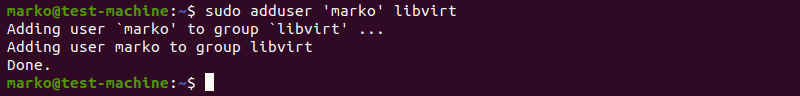 marko@test-machine:~$ sudo adduser 'marko' libvirt
Adding user `marko' to group `libvirt' ...
Adding user marko to group libvirt
Done.
marko@test-machine:~$